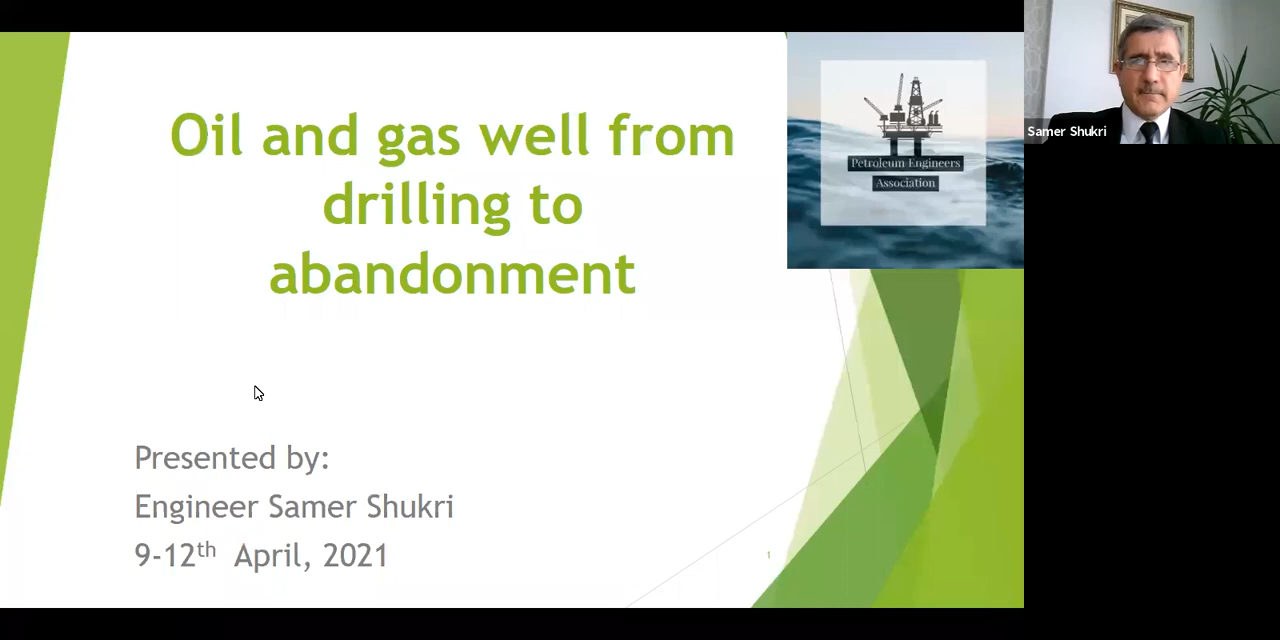 Oil and gas well from
drilling to
abandonment
Petroleum Engineers
Association
Samer Shukri
Presented by:
Engineer Samer Shukri
9-12th April, 2021
1